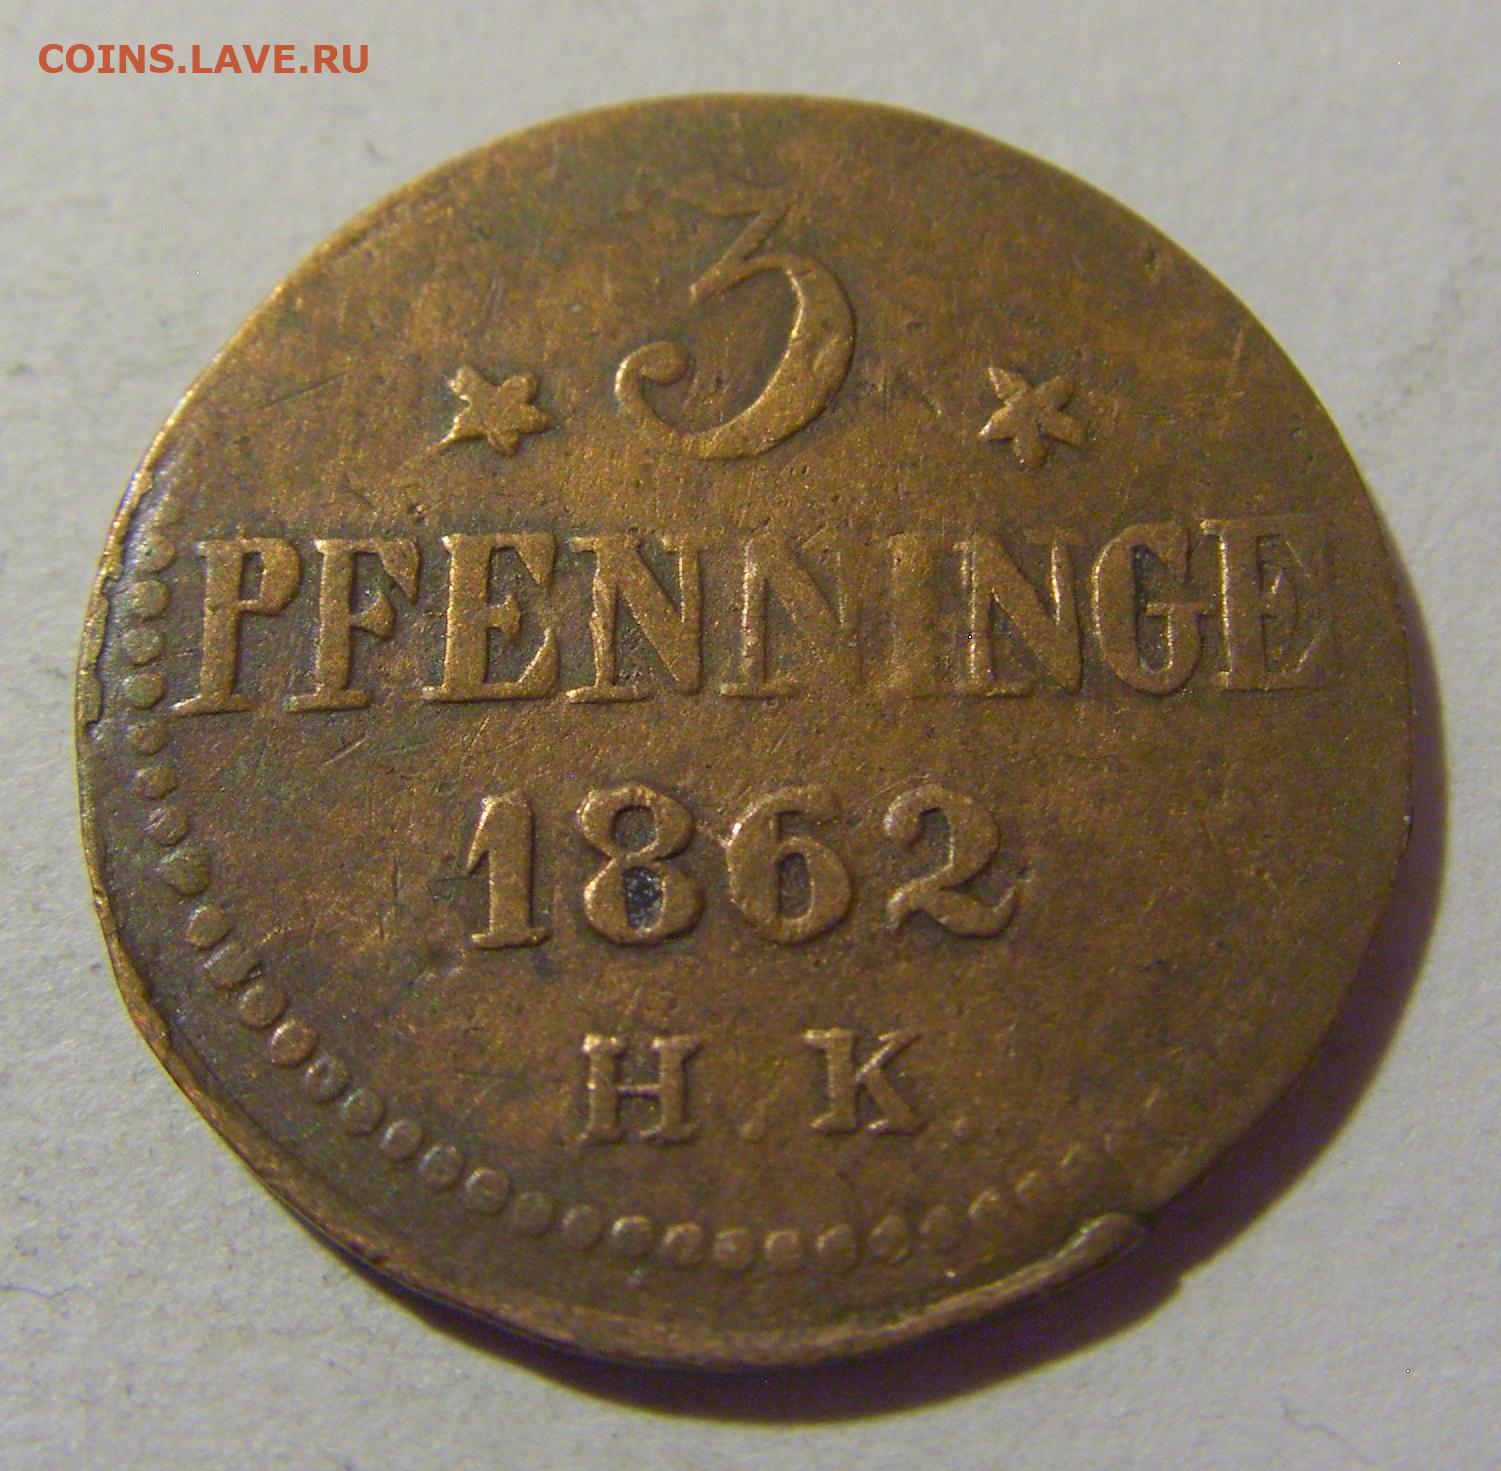 COINS.LAVE.RU
3
PFENNINGE
1862
H. K.